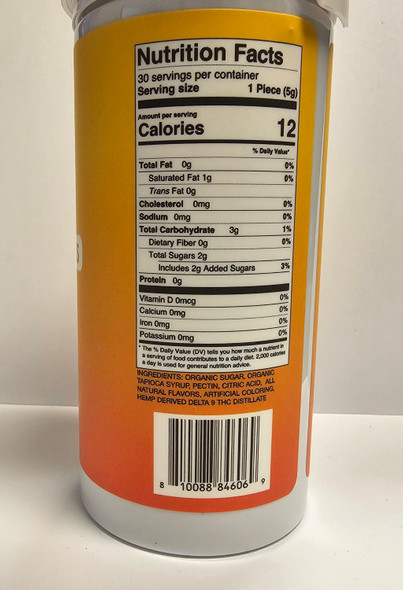 Nutrition Facts
30 servings per container
Serving size 1 Piece (5g)
Amount per serving
Calories 12
% Daily Value*
Total Fat 0g 0%
Saturated Fat 1g 0%
Trans Fat 0g
Cholesterol 0mg 0%
Sodium 0mg 0%
Total Carbohydrate 3g 1%
Dietary Fiber 0g 0%
Total Sugars 2g
Includes 2g Added Sugars 3%
Protein 0g
Vitamin D 0mcg 0%
Calcium 0mg 0%
Iron 0mg 0%
Potassium 0mg 0%
* The % Daily Value (DV) tells you how much a nutrient in
a serving of food contributes to a daily diet. 2,000 calories
a day is used for general nutrition advice.
INGREDIENTS: ORGANIC SUGAR, ORGANIC
TAPIOCA SYRUP, PECTIN, CITRIC ACID, ALL
NATURAL FLAVORS, ARTIFICIAL COLORING,
HEMP DERIVED DELTA 9 THC DISTILLATE
8 10088 84606 9